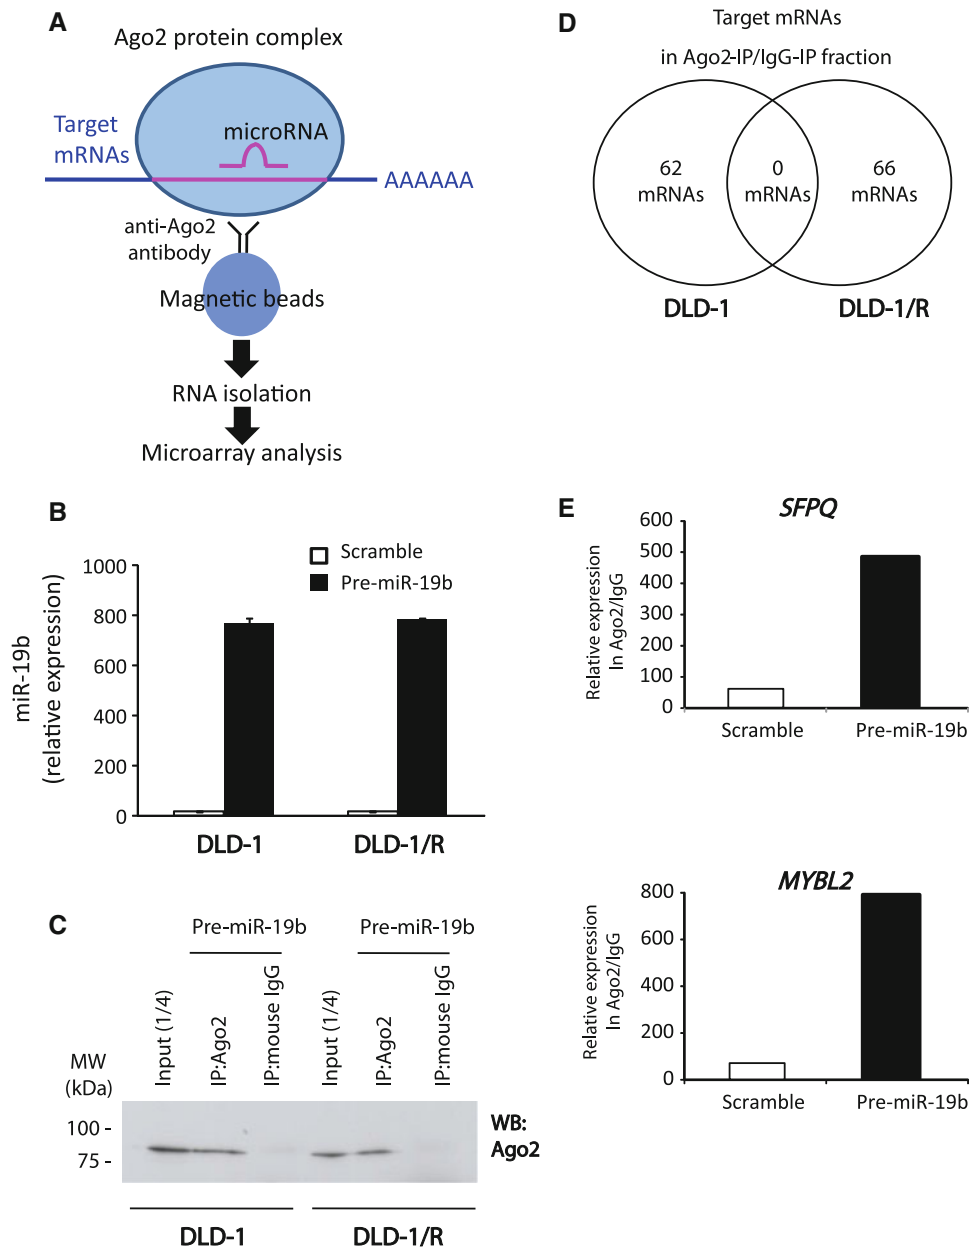 A
Ago2 protein complex
microRNA
Target
mRNAs
AAAAAA
anti-Ago2
antibody
Magnetic beads
RNA isolation
Microarray analysis
B
Scramble
Pre-miR-19b
miR-19b
(relative expression)
1000
800
600
400
200
0
DLD-1
DLD-1/R
C
Pre-miR-19b
Pre-miR-19b
Input (1/4)
IP:Ago2
IP:mouse IgG
Input (1/4)
IP:Ago2
IP:mouse IgG
MW
(kDa)
100 -
75 -
WB:
Ago2
DLD-1
DLD-1/R
D
Target mRNAs
in Ago2-IP/IgG-IP fraction
62
mRNAs
0
mRNAs
66
mRNAs
DLD-1
DLD-1/R
E
SFPQ
Relative expression
In Ago2/IgG
600
500
400
300
200
100
0
Scramble
Pre-miR-19b
MYBL2
Relative expression
In Ago2/IgG
800
600
400
200
0
Scramble
Pre-miR-19b